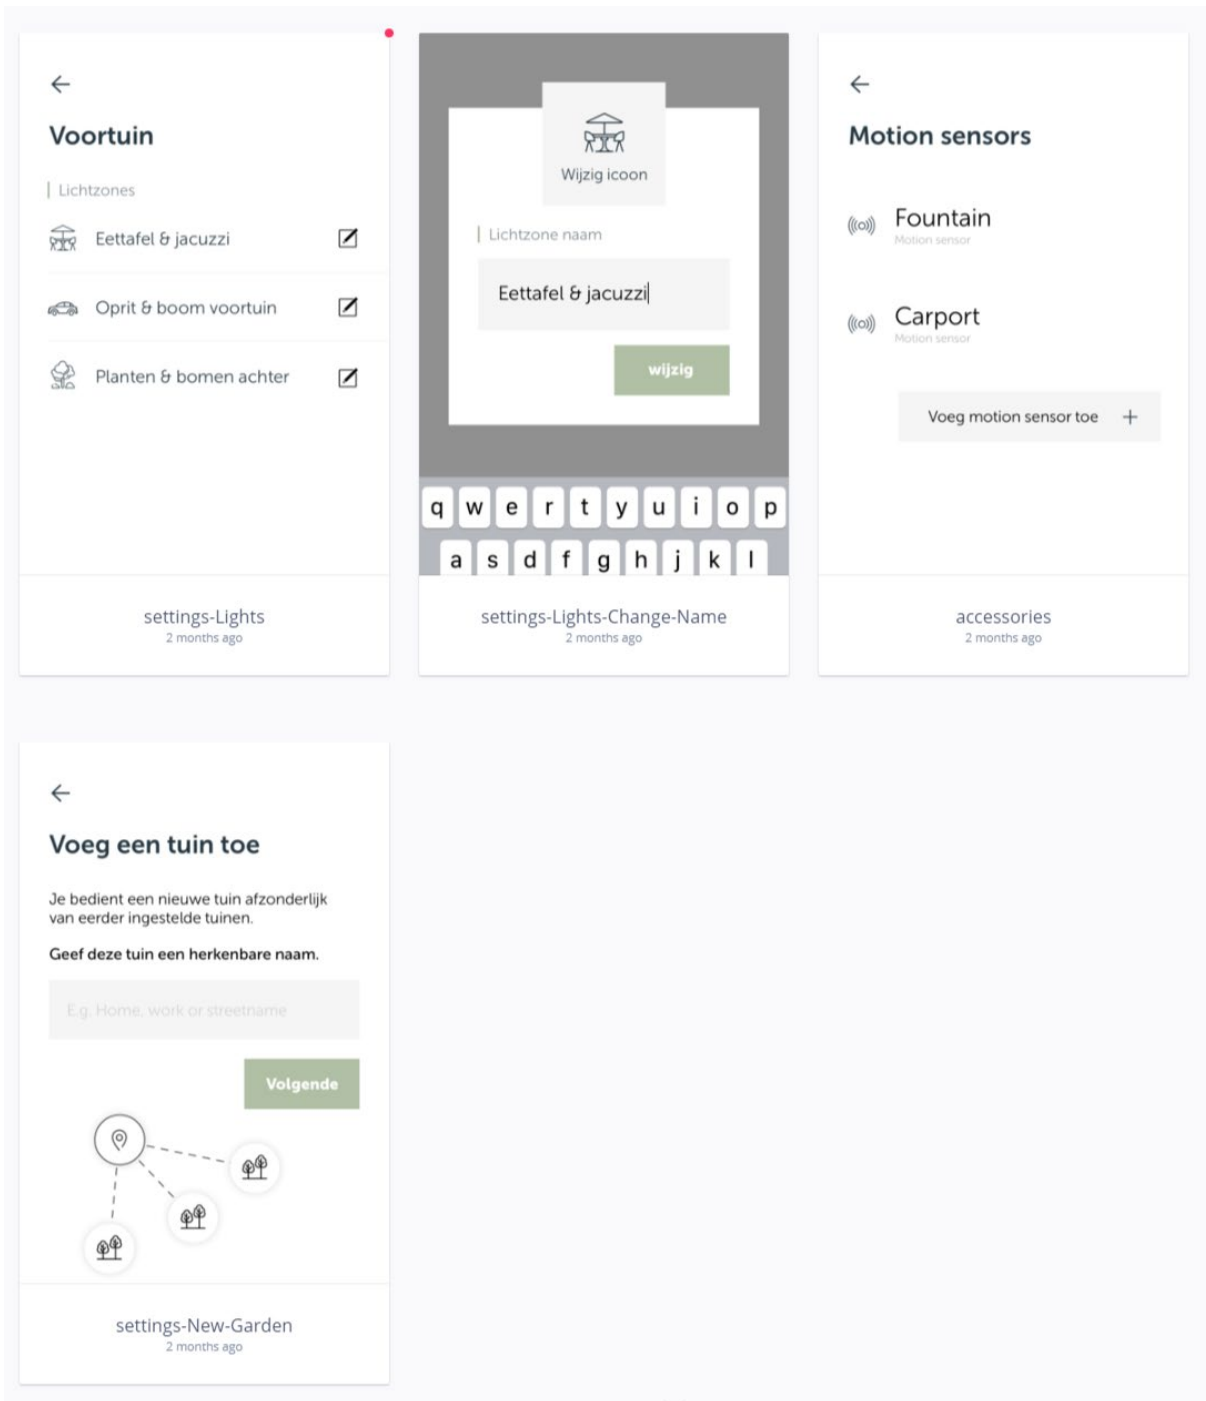 Voortuin
Lichtzones
Eettafel & jacuzzi
Oprit & boom voortuin
Planten & bomen achter
settings-Lights
2 months ago
Wijzig icoon
Lichtzone naam
Eettafel & jacuzzi
wijzig
q w e r t y u i o p
a s d f g h j k l
settings-Lights-Change-Name
2 months ago
Motion sensors
Fountain
Motion sensor
Carport
Motion sensor
Voeg motion sensor toe +
accessories
2 months ago
Voeg een tuin toe
Je bedient een nieuwe tuin afzonderlijk
van eerder ingestelde tuinen.
Geef deze tuin een herkenbare naam.
E.g. Home, work or streetname
Volgende
settings-New-Garden
2 months ago